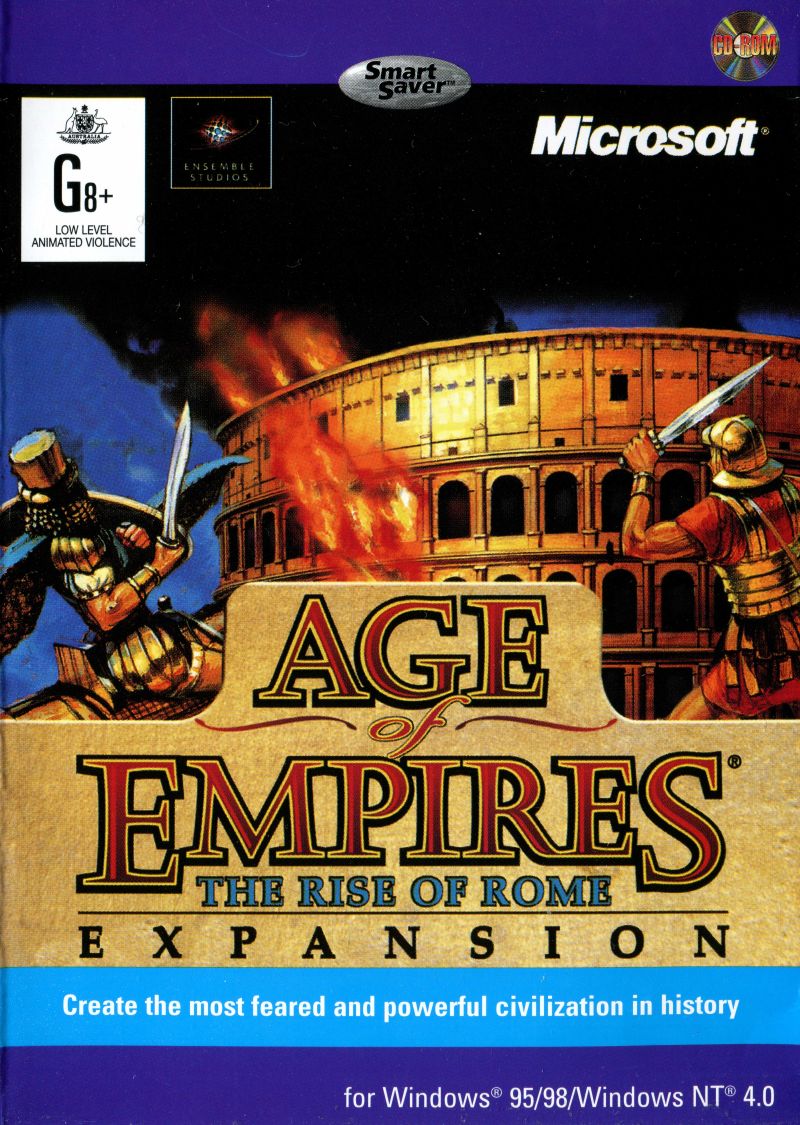 CD-ROM
Smart
Saver™
AUSTRALIA
G8+
LOW LEVEL
ANIMATED VIOLENCE
ENSEMBLE
STUDIOS
Microsoft®
AGE
of
EMPIRES®
THE RISE OF ROME
EXPANSION
Create the most feared and powerful civilization in history
for Windows® 95/98/Windows NT® 4.0